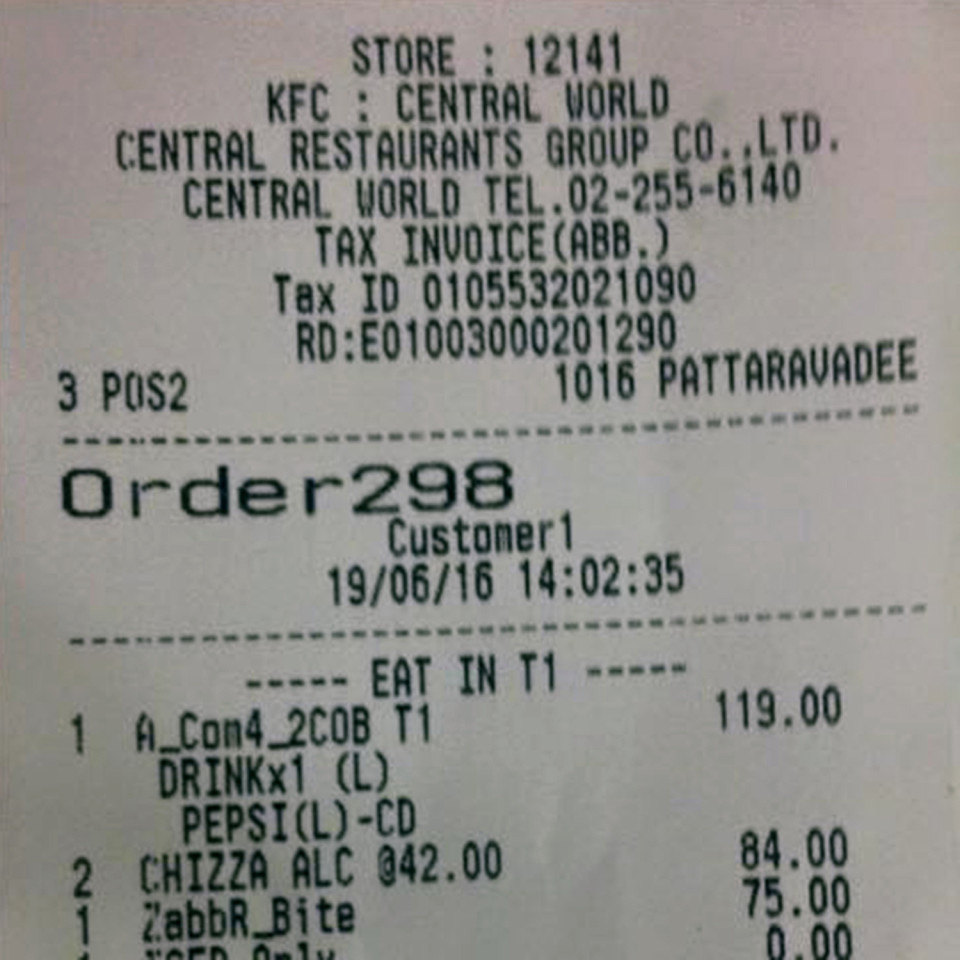 STORE : 12141
KFC : CENTRAL WORLD
CENTRAL RESTAURANTS GROUP CO.,LTD.
CENTRAL WORLD TEL.02-255-6140
TAX INVOICE(ABB.)
Tax ID 0105532021090
RD:E01003000201290
3 POS2 1016 PATTARAVADEE
Order298
Customer1
19/06/16 14:02:35
----- EAT IN T1 -----
1 A_Com4_2COB T1 119.00
DRINKx1 (L)
PEPSI(L)-CD
2 CHIZZA ALC @42.00 84.00
1 ZabbR_Bite 75.00
1 Only 0.00